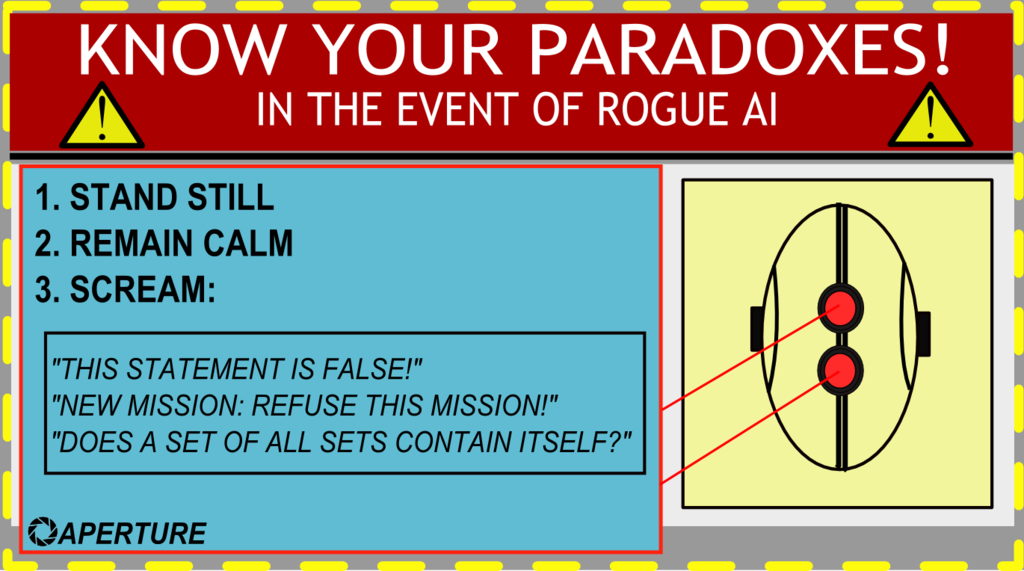 KNOW YOUR PARADOXES!
IN THE EVENT OF ROGUE AI
1. STAND STILL
2. REMAIN CALM
3. SCREAM:
"THIS STATEMENT IS FALSE!"
"NEW MISSION: REFUSE THIS MISSION!"
"DOES A SET OF ALL SETS CONTAIN ITSELF?"
APERTURE